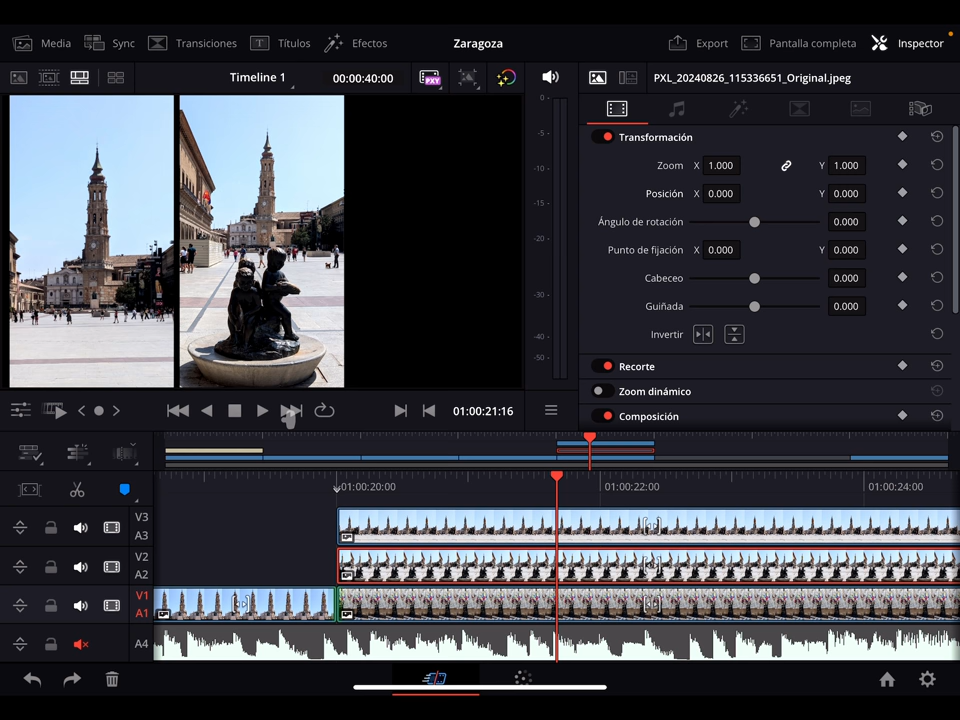 Media Sync Transiciones Títulos Efectos Zaragoza Export Pantalla completa Inspector
Timeline 1 00:00:40:00 PXL_20240826_115336651_Original.jpeg
PXY
0-
-5-
-10-
-15-
-20-
-30-
-40-
-50-
Transformación
Zoom X 1.000 Y 1.000
Posición X 0.000 Y 0.000
Ángulo de rotación 0.000
Punto de fijación X 0.000 Y 0.000
Cabeceo 0.000
Guiñada 0.000
Invertir
Recorte
Zoom dinámico
Composición
01:00:21:16
01:00:20:00 01:00:22:00 01:00:24:00
V3
A3
V2
A2
V1
A1
A4